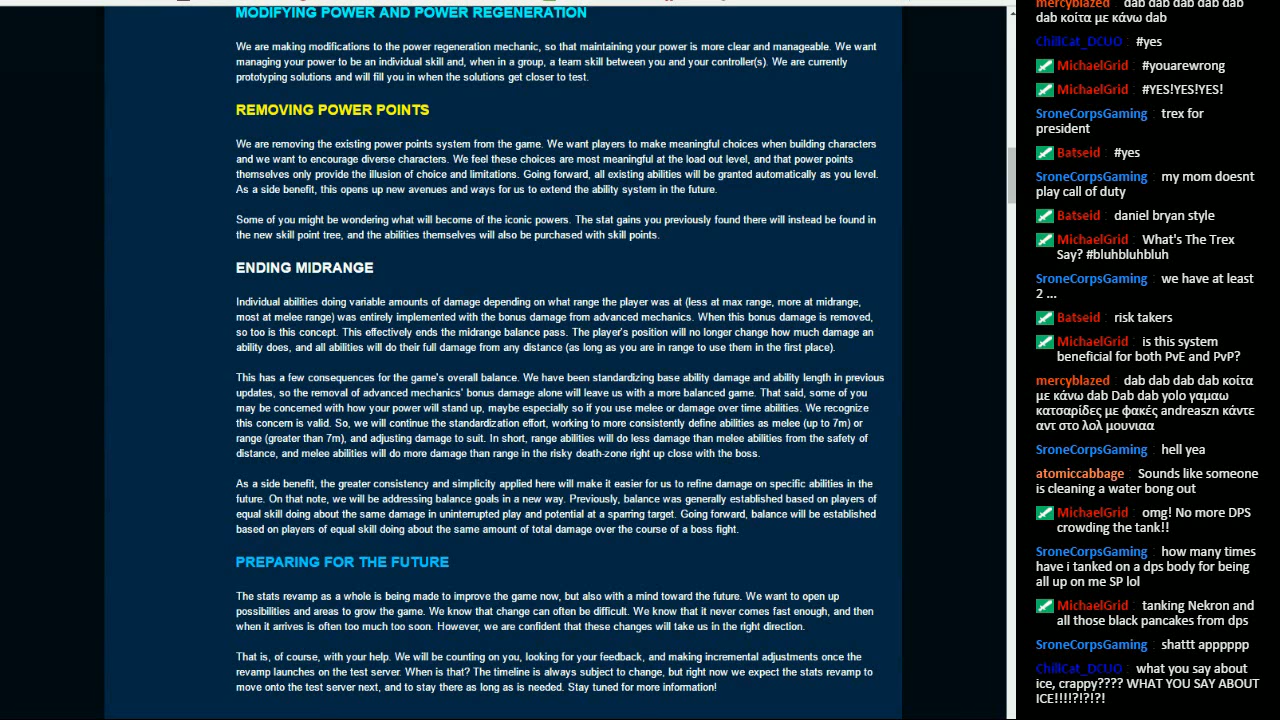 MODIFYING POWER AND POWER REGENERATION
We are making modifications to the power regeneration mechanic, so that maintaining your power is more clear and manageable. We want
managing your power to be an individual skill and, when in a group, a team skill between you and your controller(s). We are currently
prototyping solutions and will fill you in when the solutions get closer to test.
REMOVING POWER POINTS
We are removing the existing power points system from the game. We want players to make meaningful choices when building characters
and we want to encourage diverse characters. We feel these choices are most meaningful at the load out level, and that power points
themselves only provide the illusion of choice and limitations. Going forward, all existing abilities will be granted automatically as you level.
As a side benefit, this opens up new avenues and ways for us to extend the ability system in the future.
Some of you might be wondering what will become of the iconic powers. The stat gains you previously found there will instead be found in
the new skill point tree, and the abilities themselves will also be purchased with skill points.
ENDING MIDRANGE
Individual abilities doing variable amounts of damage depending on what range the player was at (less at max range, more at midrange,
most at melee range) was entirely implemented with the bonus damage from advanced mechanics. When this bonus damage is removed,
so too is this concept. This effectively ends the midrange balance pass. The player's position will no longer change how much damage an
ability does, and all abilities will do their full damage from any distance (as long as you are in range to use them in the first place).
This has a few consequences for the game's overall balance. We have been standardizing base ability damage and ability length in previous
updates, so the removal of advanced mechanics' bonus damage alone will leave us with a more balanced game. That said, some of you
may be concerned with how your power will stand up, maybe especially so if you use melee or damage over time abilities. We recognize
this concern is valid. So, we will continue the standardization effort, working to more consistently define abilities as melee (up to 7m) or
range (greater than 7m), and adjusting damage to suit. In short, range abilities will do less damage than melee abilities from the safety of
distance, and melee abilities will do more damage than range in the risky death-zone right up close with the boss.
As a side benefit, the greater consistency and simplicity applied here will make it easier for us to refine damage on specific abilities in the
future. On that note, we will be addressing balance goals in a new way. Previously, balance was generally established based on players of
equal skill doing about the same damage in uninterrupted play and potential at a sparring target. Going forward, balance will be established
based on players of equal skill doing about the same amount of total damage over the course of a boss fight.
PREPARING FOR THE FUTURE
The stats revamp as a whole is being made to improve the game now, but also with a mind toward the future. We want to open up
possibilities and areas to grow the game. We know that change can often be difficult. We know that it never comes fast enough, and then
when it arrives is often too much too soon. However, we are confident that these changes will take us in the right direction.
That is, of course, with your help. We will be counting on you, looking for your feedback, and making incremental adjustments once the
revamp launches on the test server. When is that? The timeline is always subject to change, but right now we expect the stats revamp to
move onto the test server next, and to stay there as long as is needed. Stay tuned for more information!
mercyblazed : dab dab dab dab dab
dab κοίτα με κάνω dab
ChillCat_DCUO : #yes
MichaelGrid : #youarewrong
MichaelGrid : #YES!YES!YES!
SroneCorpsGaming : trex for
president
Batseid : #yes
SroneCorpsGaming : my mom doesnt
play call of duty
Batseid : daniel bryan style
MichaelGrid : What's The Trex
Say? #bluhbluhbluh
SroneCorpsGaming : we have at least
2 ...
Batseid : risk takers
MichaelGrid : is this system
beneficial for both PvE and PvP?
mercyblazed : dab dab dab dab κοίτα
με κάνω dab Dab dab yolo γαμαω
κατσαρίδες με φακές andreaszn κάντε
αντ στο λολ μουνιαα
SroneCorpsGaming : hell yea
atomiccabbage : Sounds like someone
is cleaning a water bong out
MichaelGrid : omg! No more DPS
crowding the tank!!
SroneCorpsGaming : how many times
have i tanked on a dps body for being
all up on me SP lol
MichaelGrid : tanking Nekron and
all those black pancakes from dps
SroneCorpsGaming : shattt apppppp
ChillCat_DCUO : what you say about
ice, crappy???? WHAT YOU SAY ABOUT
ICE!!!!?!?!?!